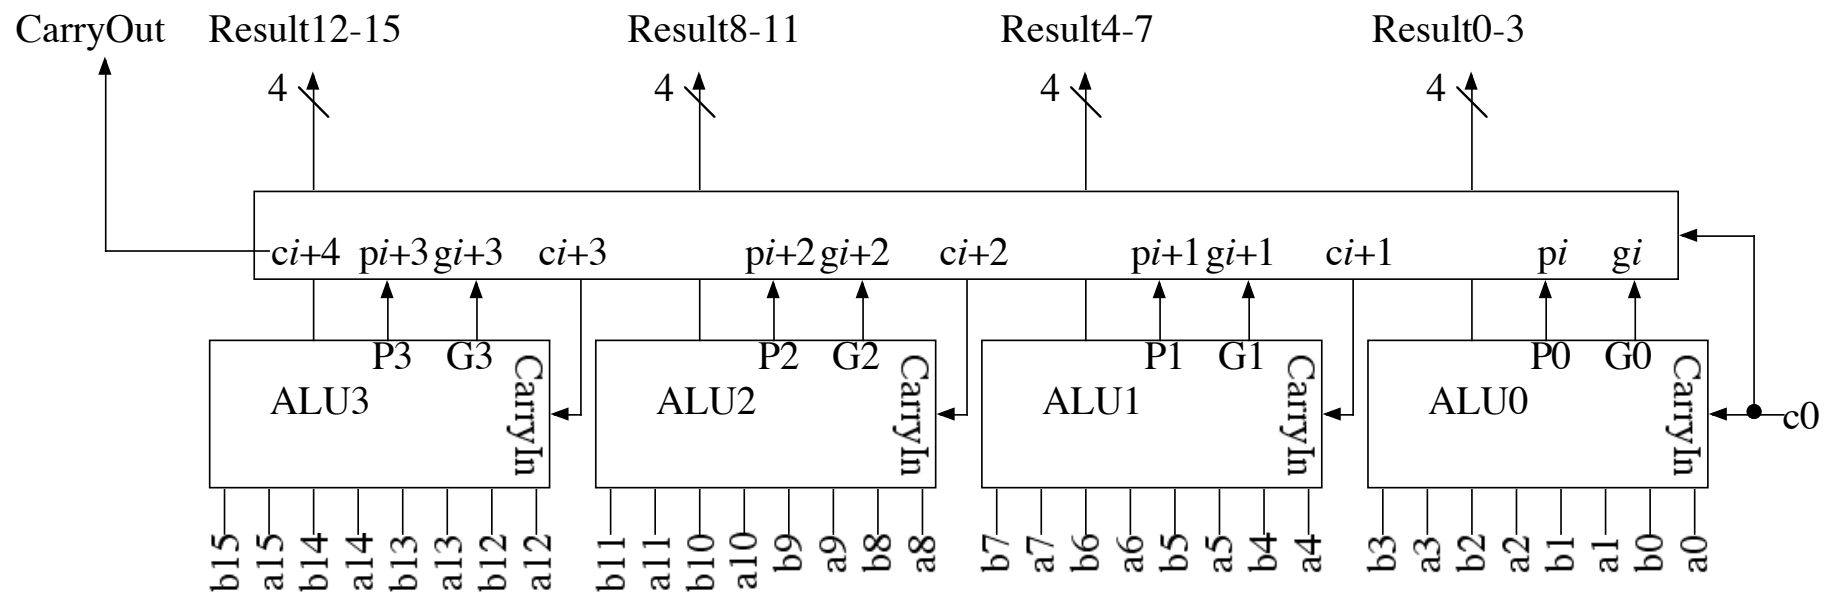 CarryOut Result12-15 Result8-11 Result4-7 Result0-3
4 4 4 4
ci+4 pi+3 gi+3 ci+3 pi+2 gi+2 ci+2 pi+1 gi+1 ci+1 pi gi
P3 G3 P2 G2 P1 G1 P0 G0
CarryIn CarryIn CarryIn CarryIn
ALU3 ALU2 ALU1 ALU0
c0
b15 a15 b14 a14 b13 a13 b12 a12 b11 a11 b10 a10 b9 a9 b8 a8 b7 a7 b6 a6 b5 a5 b4 a4 b3 a3 b2 a2 b1 a1 b0 a0